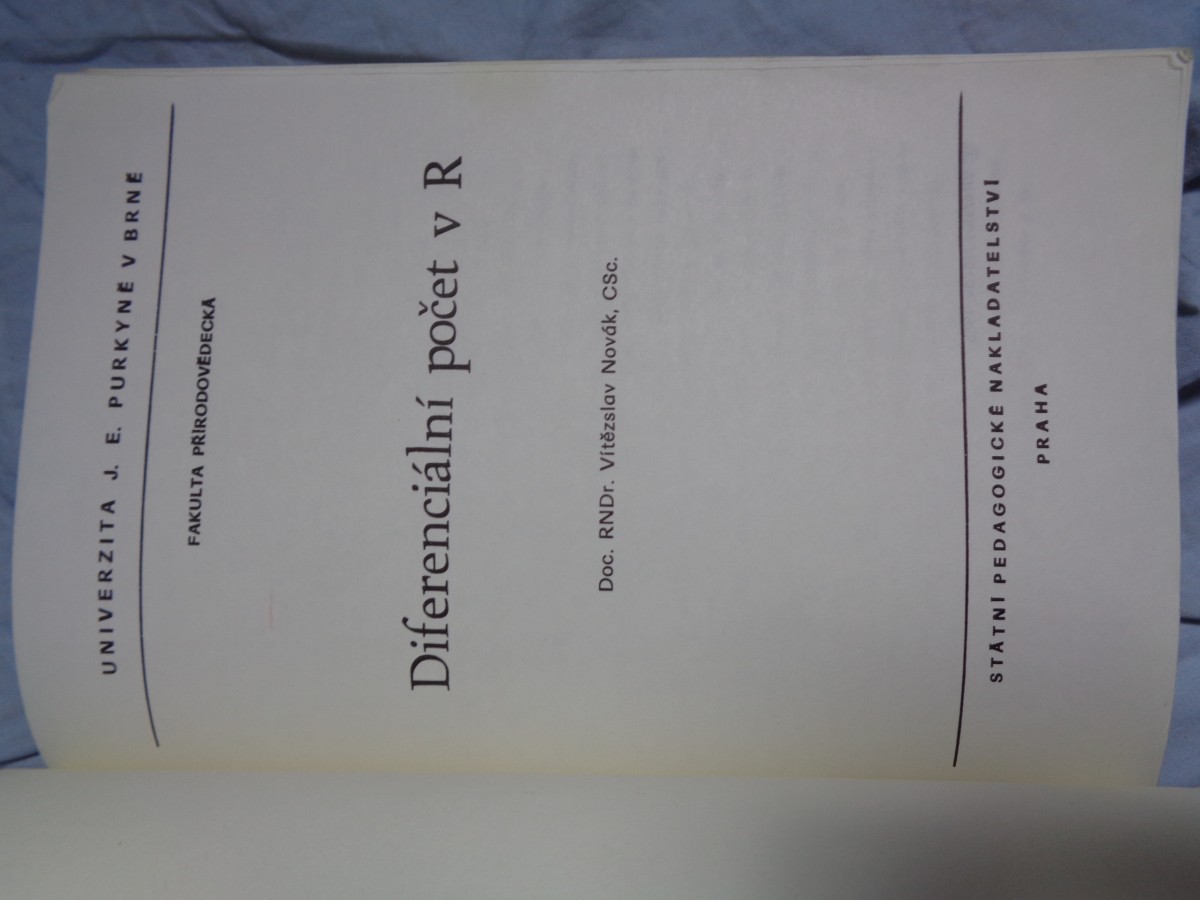 UNIVERZITA J. E. PURKYNĚ V BRNĚ
FAKULTA PŘÍRODOVĚDECKÁ
Diferenciální počet v R
Doc. RNDr. Vítězslav Novák, CSc.
STÁTNÍ PEDAGOGICKÉ NAKLADATELSTVÍ
PRAHA